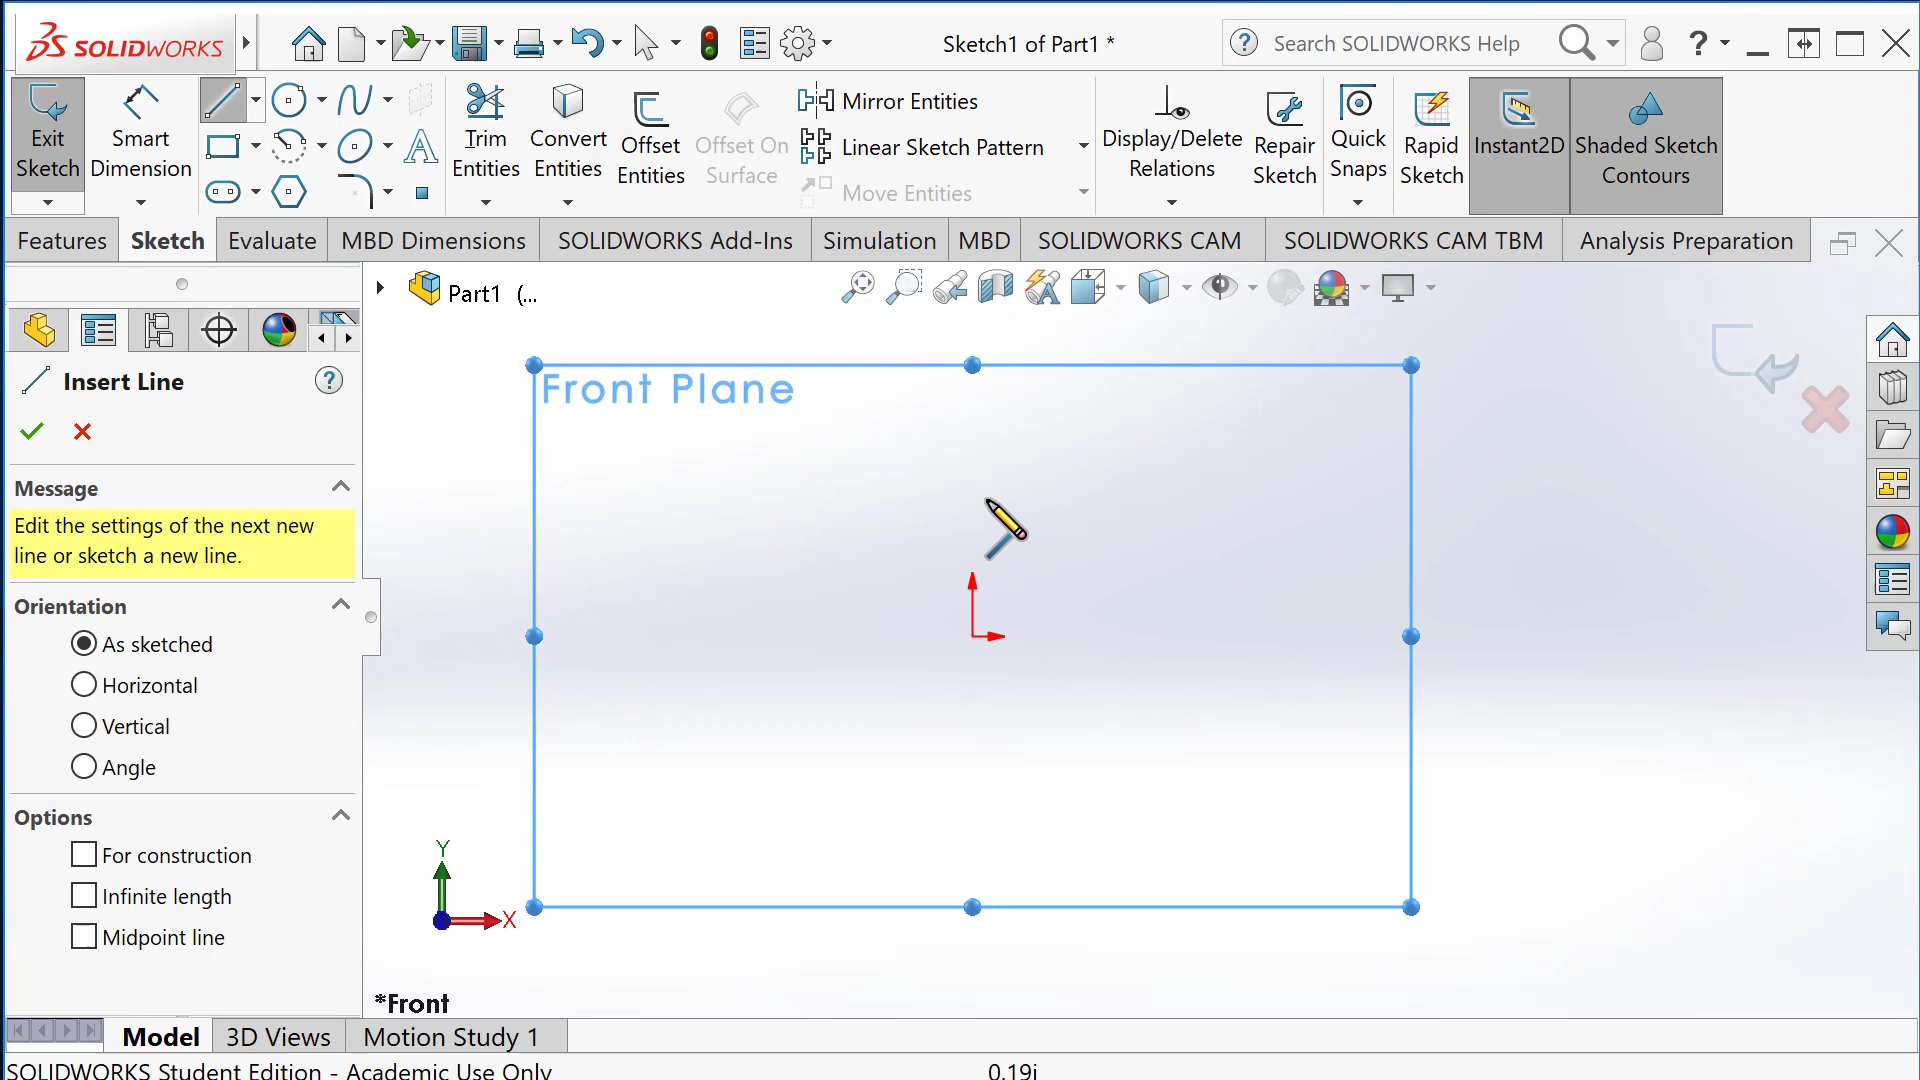 SOLIDWORKS
Sketch1 of Part1 *
Search SOLIDWORKS Help
?
Exit Sketch
Smart Dimension
Trim Entities
Convert Entities
Offset Entities
Offset On Surface
Mirror Entities
Linear Sketch Pattern
Move Entities
Display/Delete Relations
Repair Sketch
Quick Snaps
Rapid Sketch
Instant2D
Shaded Sketch Contours
Features
Sketch
Evaluate
MBD Dimensions
SOLIDWORKS Add-Ins
Simulation
MBD
SOLIDWORKS CAM
SOLIDWORKS CAM TBM
Analysis Preparation
Part1 (...
Insert Line
?
Message
Edit the settings of the next new
line or sketch a new line.
Orientation
As sketched
Horizontal
Vertical
Angle
Options
For construction
Infinite length
Midpoint line
Front Plane
Y
X
*Front
Model
3D Views
Motion Study 1
SOLIDWORKS Student Edition - Academic Use Only
0.19i